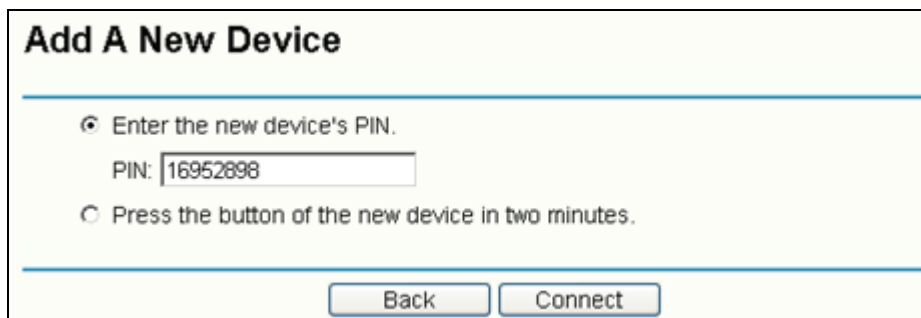 Add A New Device
Enter the new device's PIN.
PIN: 16952898
Press the button of the new device in two minutes.
Back Connect